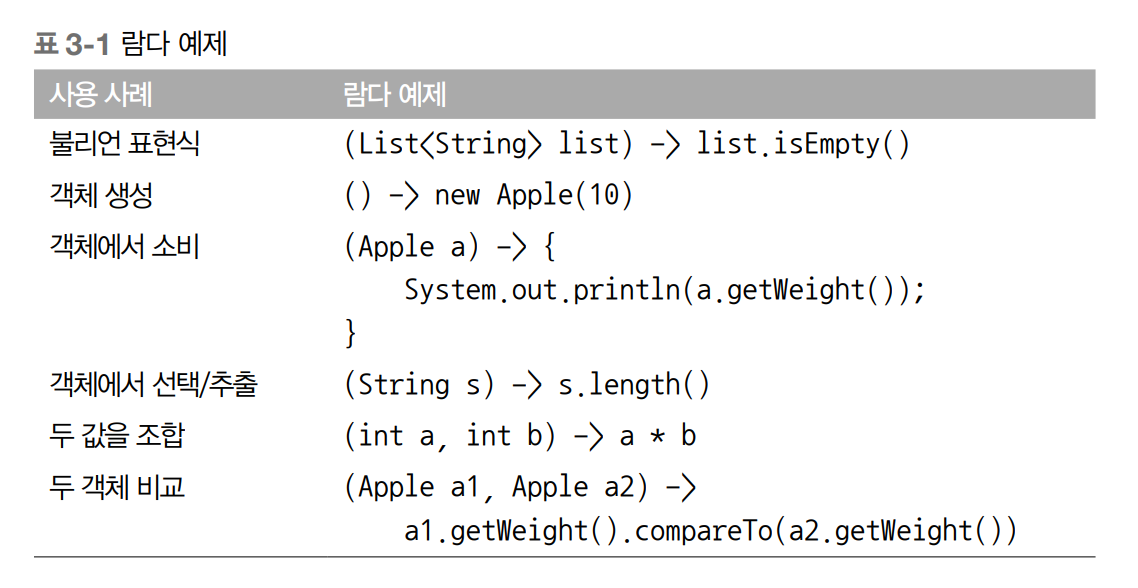 표 3-1 람다 예제
사용 사례 람다 예제
불리언 표현식 (List<String> list) -> list.isEmpty()
객체 생성 () -> new Apple(10)
객체에서 소비 (Apple a) -> {
System.out.println(a.getWeight());
}
객체에서 선택/추출 (String s) -> s.length()
두 값을 조합 (int a, int b) -> a * b
두 객체 비교 (Apple a1, Apple a2) ->
a1.getWeight().compareTo(a2.getWeight())